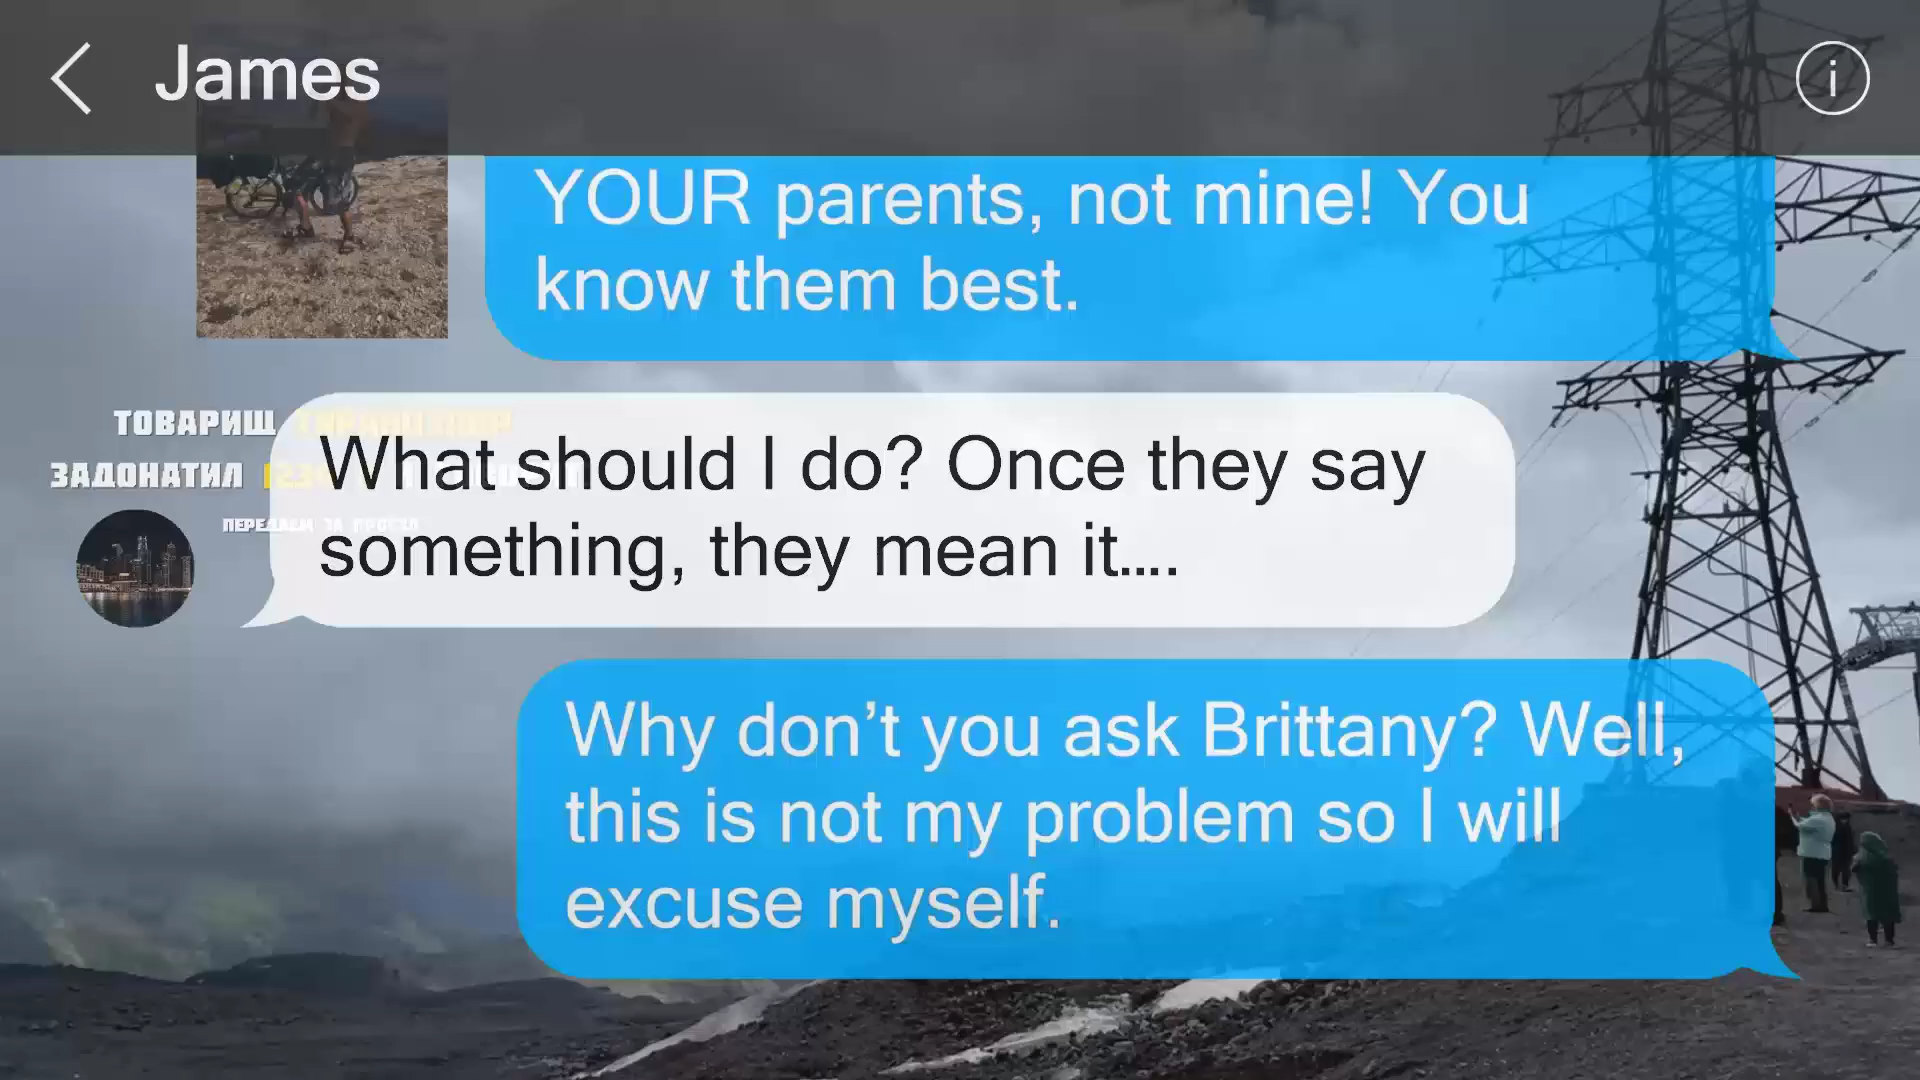 James
YOUR parents, not mine! You
know them best.
ТОВАРИЩ
ЗАДОНАТИЛ
What should I do? Once they say
something, they mean it....
Why don’t you ask Brittany? Well,
this is not my problem so I will
excuse myself.